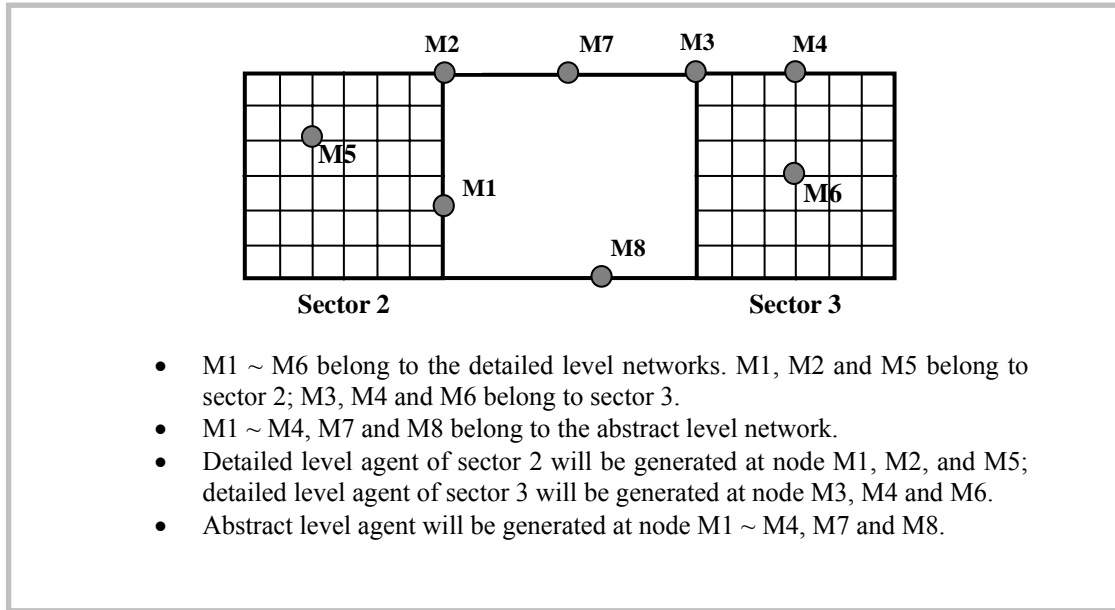 M2 M7 M3 M4
M5
M1
M6
M8
Sector 2 Sector 3
• M1 ~ M6 belong to the detailed level networks. M1, M2 and M5 belong to
sector 2; M3, M4 and M6 belong to sector 3.
• M1 ~ M4, M7 and M8 belong to the abstract level network.
• Detailed level agent of sector 2 will be generated at node M1, M2, and M5;
detailed level agent of sector 3 will be generated at node M3, M4 and M6.
• Abstract level agent will be generated at node M1 ~ M4, M7 and M8.